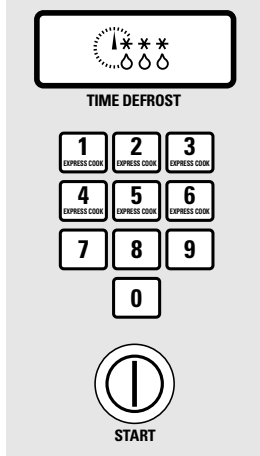 TIME DEFROST
1 2 3
EXPRESS COOK EXPRESS COOK EXPRESS COOK
4 5 6
EXPRESS COOK EXPRESS COOK EXPRESS COOK
7 8 9
0
START